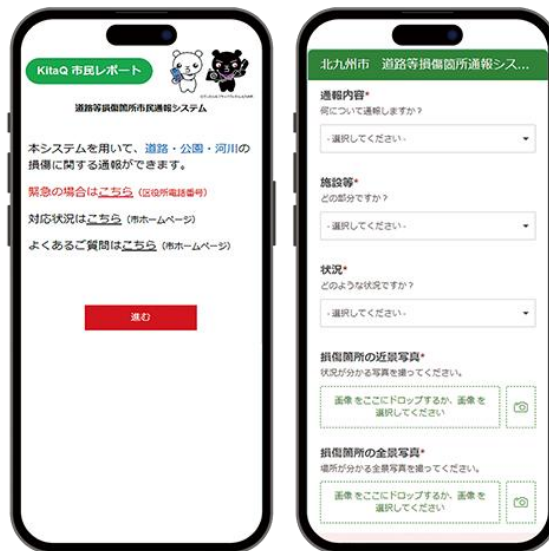 KitaQ 市民レポート
道路等損傷箇所市民通報システム
本システムを用いて、道路・公園・河川の
損傷に関する通報ができます。
緊急の場合はこちら（区役所電話番号）
対応状況はこちら（市ホームページ）
よくあるご質問はこちら（市ホームページ）
進む
北九州市　道路等損傷箇所通報シス...
通報内容*
何について通報しますか？
- 選択してください -
施設等*
どの部分ですか？
- 選択してください -
状況*
どのような状況ですか？
- 選択してください -
損傷箇所の近景写真*
状況が分かる写真を撮ってください。
画像 をここにドロップするか、画像 を
選択してください
損傷箇所の全景写真*
場所が分かる全景写真を撮ってください。
画像 をここにドロップするか、画像 を
選択してください